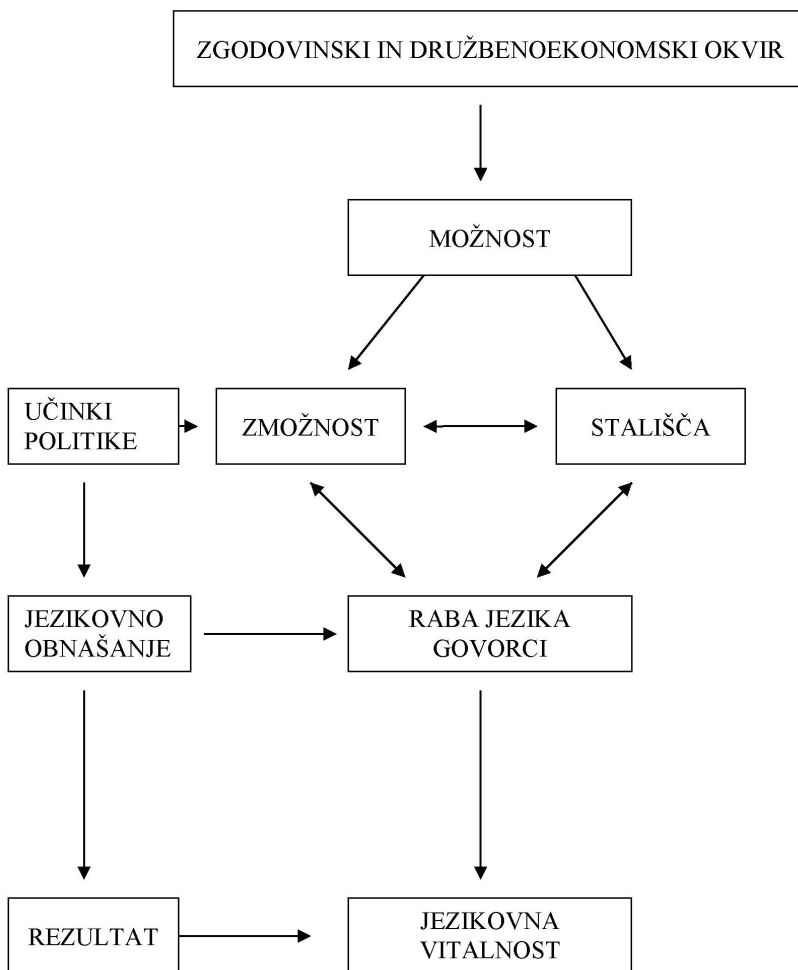 ZGODOVINSKI IN DRUŽBENOEKONOMSKI OKVIR
MOŽNOST
UČINKI
POLITIKE
ZMOŽNOST
STALIŠČA
JEZIKOVNO
OBNAŠANJE
RABA JEZIKA
GOVORCI
REZULTAT
JEZIKOVNA
VITALNOST